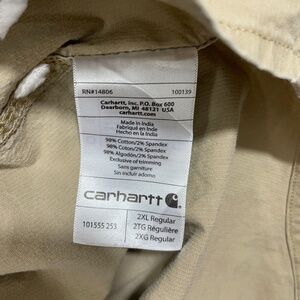 RN#14806 100139
Carhartt, inc. P.O. Box 600
Dearborn, MI 48121 USA
carhartt.com
Made in India
Fabriqué en Inde
Hecho en la India
98% Cotton/2% Spandex
98% Coton/2% Spandex
98% Algodón/2% Spandex
Exclusive of trimming
Sans garniture
Sin incluir adorno
carhartt
101555 253
2XL Regular
2TG Régulière
2XG Regular